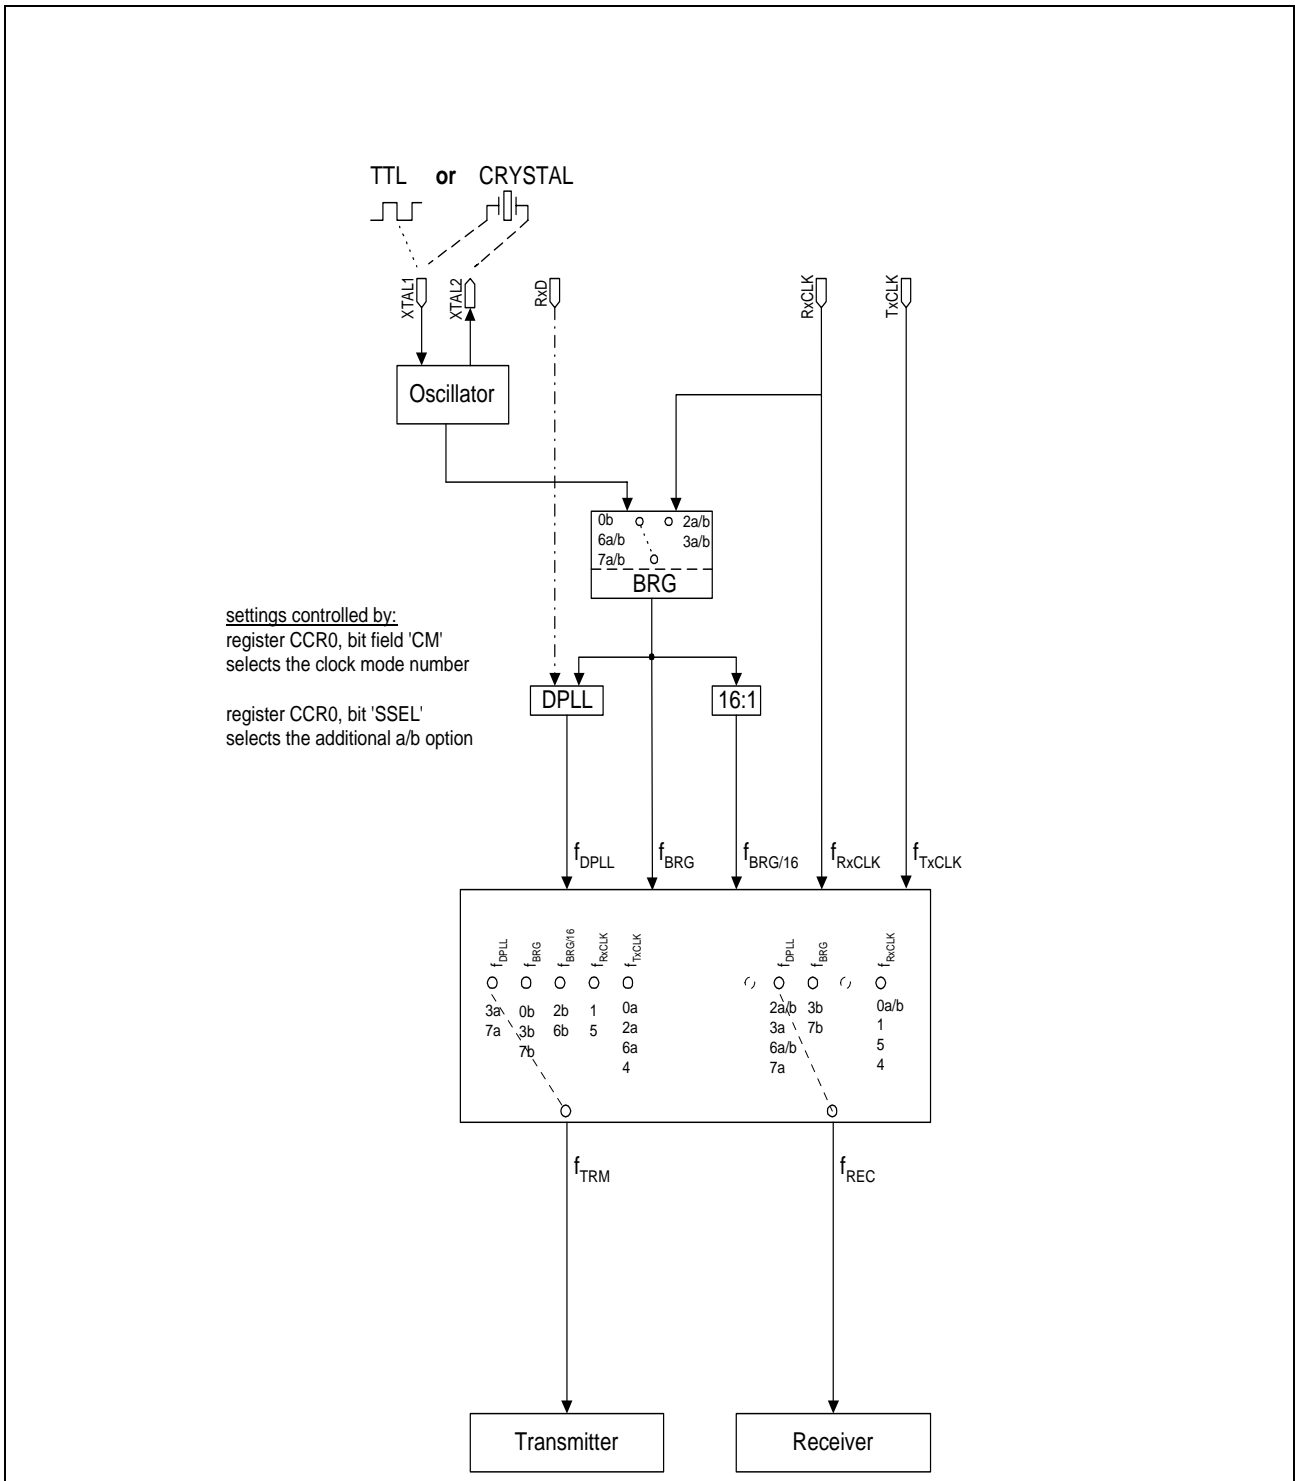 TTL or CRYSTAL
XTAL1
XTAL2
RxD
RxCLK
TxCLK
Oscillator
0b 2a/b
6a/b 3a/b
7a/b
BRG
settings controlled by:
register CCR0, bit field 'CM'
selects the clock mode number
register CCR0, bit 'SSEL'
selects the additional a/b option
DPLL
16:1
fDPLL fBRG fBRG/16 fRxCLK fTxCLK
fDPLL fBRG fBRG/16 fRxCLK fTxCLK
3a 0b 2b 1 0a
7a 3b 6b 5 2a
7b 6a
4
fDPLL fBRG fRxCLK
2a/b 3b 0a/b
3a 7b 1
6a/b 5
7a 4
fTRM fREC
Transmitter Receiver